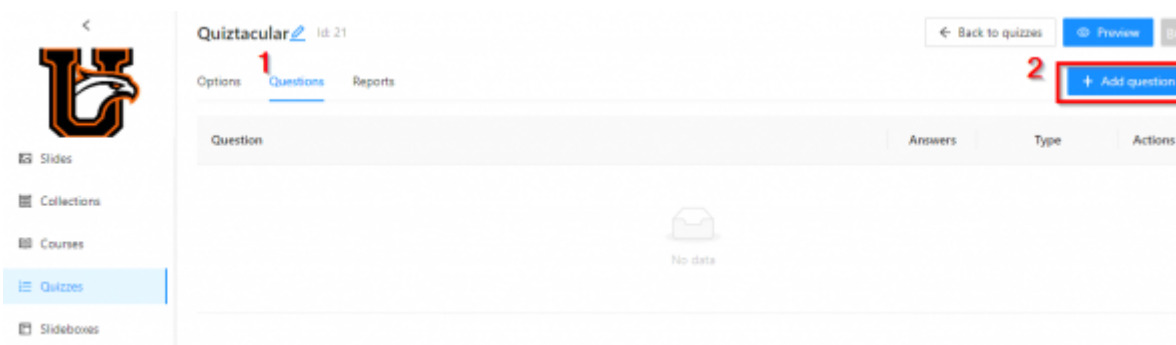 <
Quiztacular Id: 21
← Back to quizzes
Preview
1
2
Options Questions Reports
+ Add question
Question Answers Type Actions
No data
Slides
Collections
Courses
Quizzes
Slideboxes